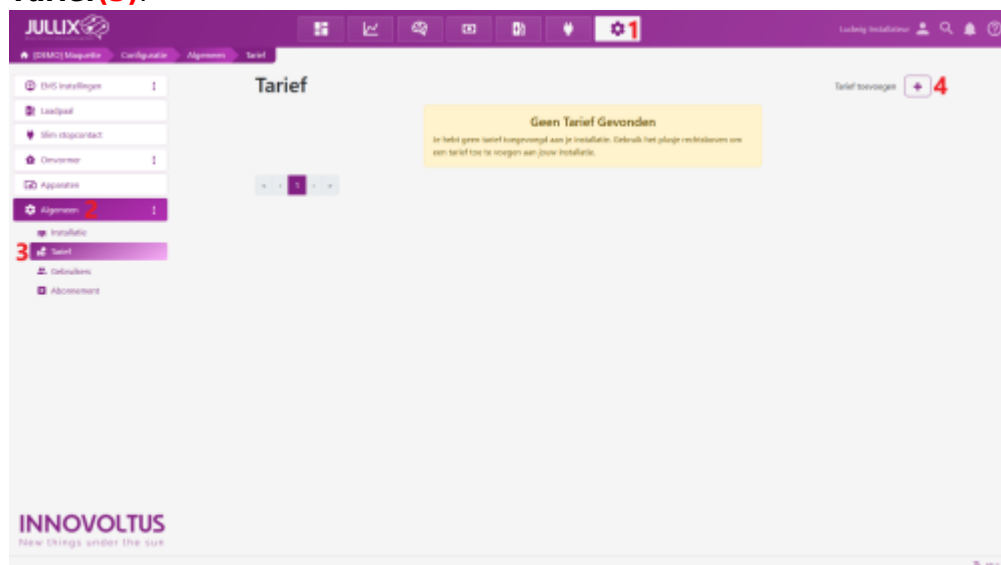 Tarief(3).
JULLIX
1
Ludwig Installateur
[DEMO] Maquette Configuratie Algemeen Tarief
EMS instellingen
Laadpaal
Slim stopcontact
Omvormer
Apparaten
Algemeen 2
Installatie
3 Tarief
Gebruikers
Abonnement
Tarief
Tarief toevoegen + 4
Geen Tarief Gevonden
Je hebt geen tarief toegevoegd aan je installatie. Gebruik het plusje rechtsboven om
een tarief toe te voegen aan jouw installatie.
« ‹ 1 › »
INNOVOLTUS
New things under the sun